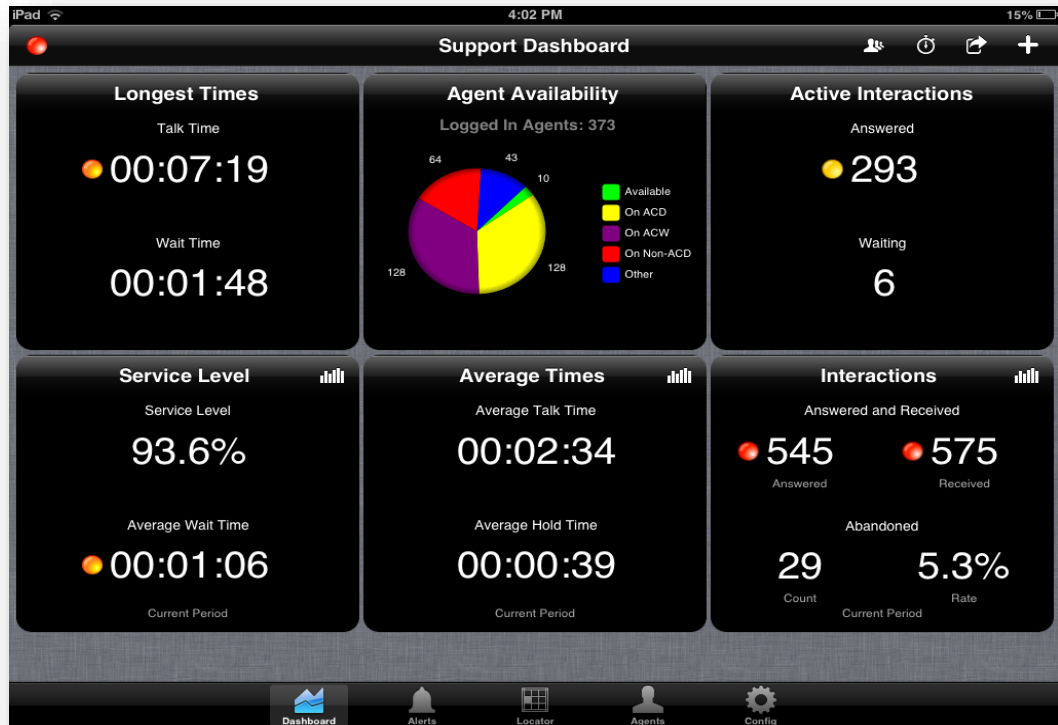 iPad 4:02 PM 15%
Support Dashboard
Longest Times
Talk Time
00:07:19
Wait Time
00:01:48
Agent Availability
Logged In Agents: 373
64
43
10
128
128
Available
On ACD
On ACW
On Non-ACD
Other
Active Interactions
Answered
293
Waiting
6
Service Level
Service Level
93.6%
Average Wait Time
00:01:06
Current Period
Average Times
Average Talk Time
00:02:34
Average Hold Time
00:00:39
Current Period
Interactions
Answered and Received
545 575
Answered Received
Abandoned
29 5.3%
Count Rate
Current Period
Dashboard Alerts Locator Agents Config